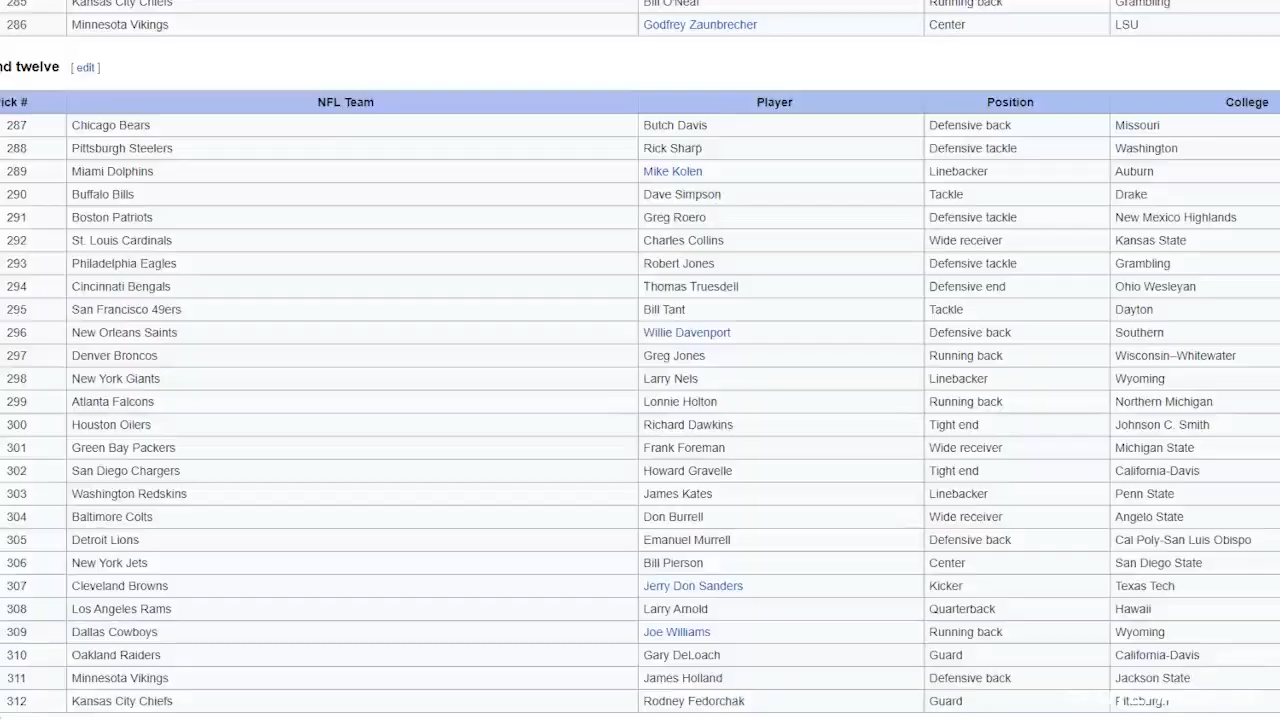 285 Kansas City Chiefs Bill O'Neal Running back Grambling
286 Minnesota Vikings Godfrey Zaunbrecher Center LSU
nd twelve [ edit ]
ick # NFL Team Player Position College
287 Chicago Bears Butch Davis Defensive back Missouri
288 Pittsburgh Steelers Rick Sharp Defensive tackle Washington
289 Miami Dolphins Mike Kolen Linebacker Auburn
290 Buffalo Bills Dave Simpson Tackle Drake
291 Boston Patriots Greg Roero Defensive tackle New Mexico Highlands
292 St. Louis Cardinals Charles Collins Wide receiver Kansas State
293 Philadelphia Eagles Robert Jones Defensive tackle Grambling
294 Cincinnati Bengals Thomas Truesdell Defensive end Ohio Wesleyan
295 San Francisco 49ers Bill Tant Tackle Dayton
296 New Orleans Saints Willie Davenport Defensive back Southern
297 Denver Broncos Greg Jones Running back Wisconsin–Whitewater
298 New York Giants Larry Nels Linebacker Wyoming
299 Atlanta Falcons Lonnie Holton Running back Northern Michigan
300 Houston Oilers Richard Dawkins Tight end Johnson C. Smith
301 Green Bay Packers Frank Foreman Wide receiver Michigan State
302 San Diego Chargers Howard Gravelle Tight end California-Davis
303 Washington Redskins James Kates Linebacker Penn State
304 Baltimore Colts Don Burrell Wide receiver Angelo State
305 Detroit Lions Emanuel Murrell Defensive back Cal Poly-San Luis Obispo
306 New York Jets Bill Pierson Center San Diego State
307 Cleveland Browns Jerry Don Sanders Kicker Texas Tech
308 Los Angeles Rams Larry Arnold Quarterback Hawaii
309 Dallas Cowboys Joe Williams Running back Wyoming
310 Oakland Raiders Gary DeLoach Guard California-Davis
311 Minnesota Vikings James Holland Defensive back Jackson State
312 Kansas City Chiefs Rodney Fedorchak Guard Pittsburgh